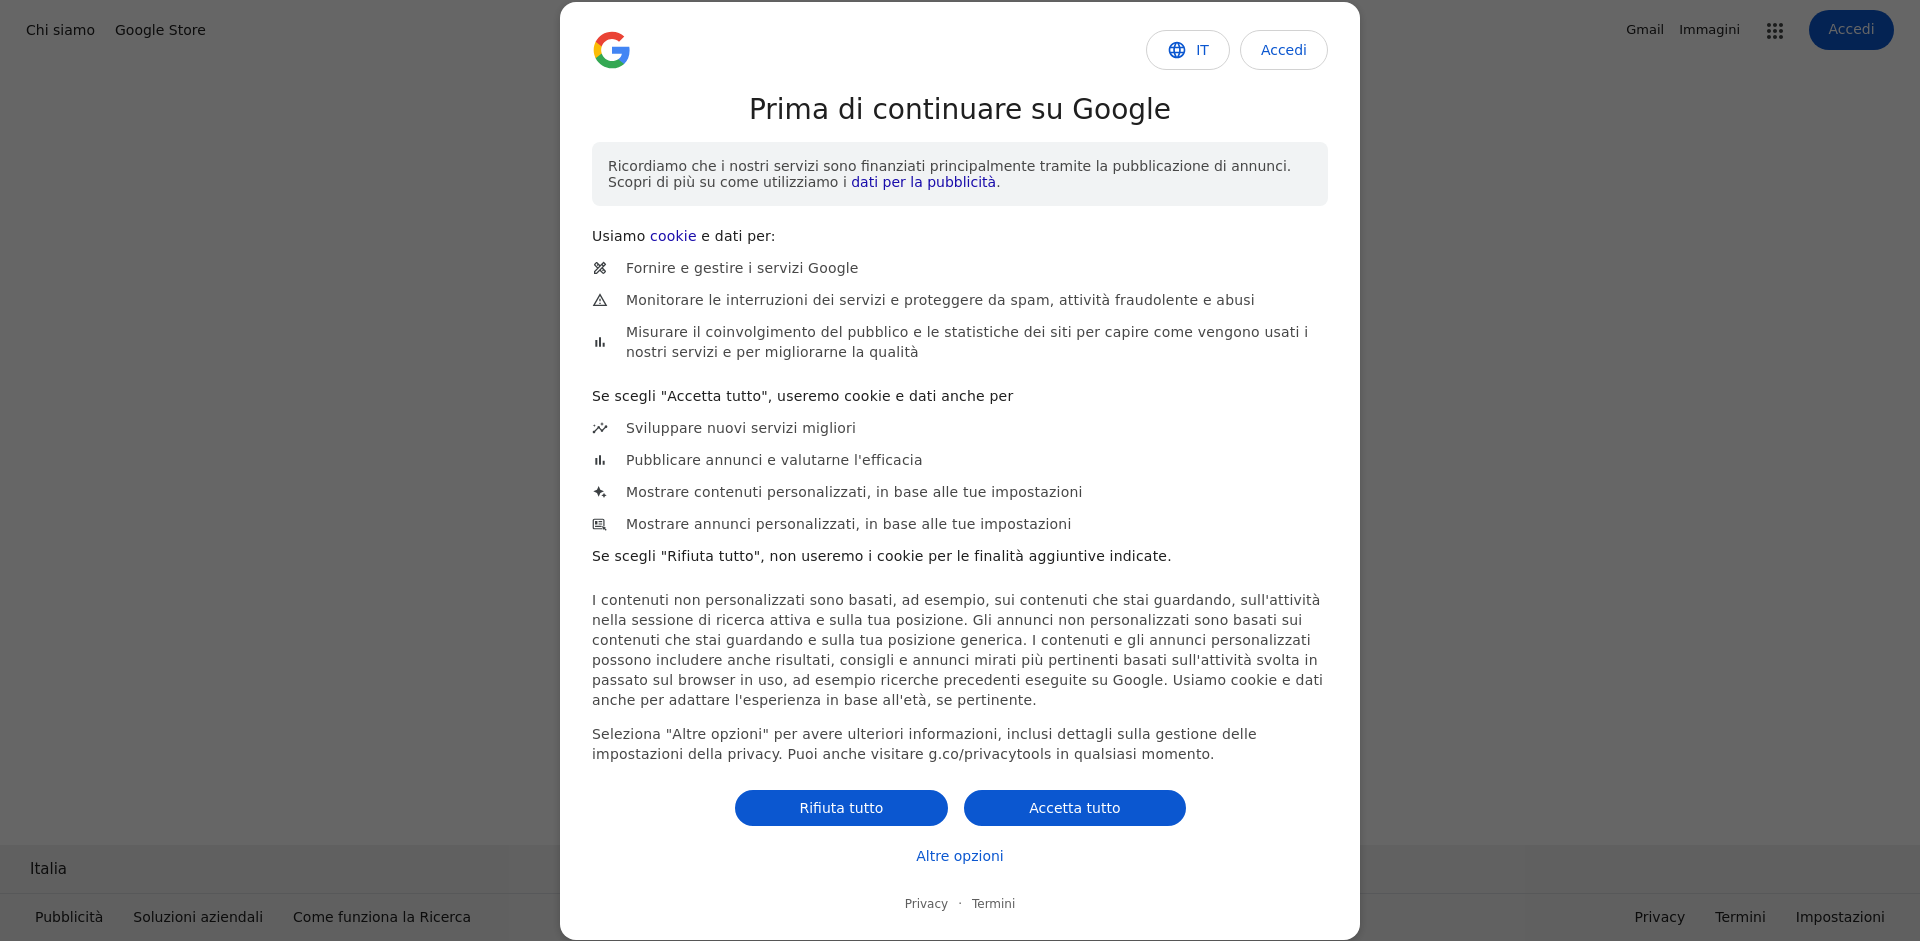 Chi siamo
Google Store
Gmail
Immagini
Accedi
IT
Accedi
Prima di continuare su Google
Ricordiamo che i nostri servizi sono finanziati principalmente tramite la pubblicazione di annunci.
Scopri di più su come utilizziamo i dati per la pubblicità.
Usiamo cookie e dati per:
Fornire e gestire i servizi Google
Monitorare le interruzioni dei servizi e proteggere da spam, attività fraudolente e abusi
Misurare il coinvolgimento del pubblico e le statistiche dei siti per capire come vengono usati i
nostri servizi e per migliorarne la qualità
Se scegli "Accetta tutto", useremo cookie e dati anche per
Sviluppare nuovi servizi migliori
Pubblicare annunci e valutarne l'efficacia
Mostrare contenuti personalizzati, in base alle tue impostazioni
Mostrare annunci personalizzati, in base alle tue impostazioni
Se scegli "Rifiuta tutto", non useremo i cookie per le finalità aggiuntive indicate.
I contenuti non personalizzati sono basati, ad esempio, sui contenuti che stai guardando, sull'attività
nella sessione di ricerca attiva e sulla tua posizione. Gli annunci non personalizzati sono basati sui
contenuti che stai guardando e sulla tua posizione generica. I contenuti e gli annunci personalizzati
possono includere anche risultati, consigli e annunci mirati più pertinenti basati sull'attività svolta in
passato sul browser in uso, ad esempio ricerche precedenti eseguite su Google. Usiamo cookie e dati
anche per adattare l'esperienza in base all'età, se pertinente.
Seleziona "Altre opzioni" per avere ulteriori informazioni, inclusi dettagli sulla gestione delle
impostazioni della privacy. Puoi anche visitare g.co/privacytools in qualsiasi momento.
Rifiuta tutto
Accetta tutto
Altre opzioni
Privacy · Termini
Italia
Pubblicità
Soluzioni aziendali
Come funziona la Ricerca
Privacy
Termini
Impostazioni